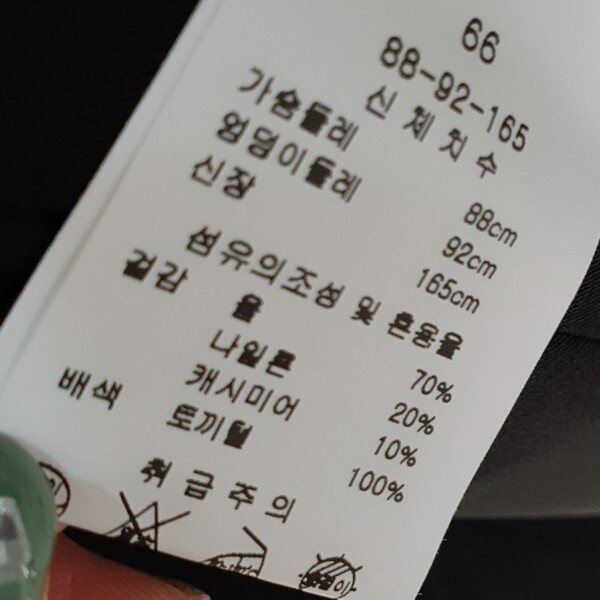 66
88-92-165
신 체 치 수
가슴둘레 88cm
엉덩이둘레 92cm
신장 165cm
섬유의조성 및 혼용율
겉감 울 70%
나일론 20%
캐시미어 10%
배색 토끼털 100%
취 급 주 의